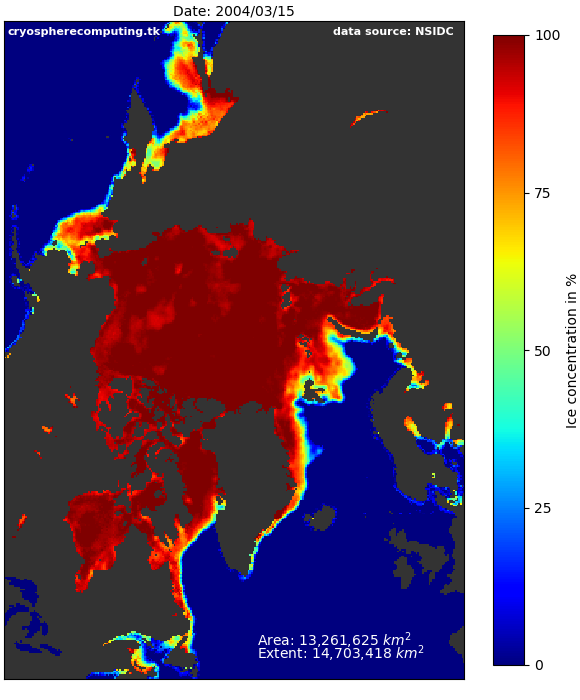 Date: 2004/03/15
cryospherecomputing.tk
data source: NSIDC
100
75
50
25
0
Ice concentration in %
Area: 13,261,625 km²
Extent: 14,703,418 km²